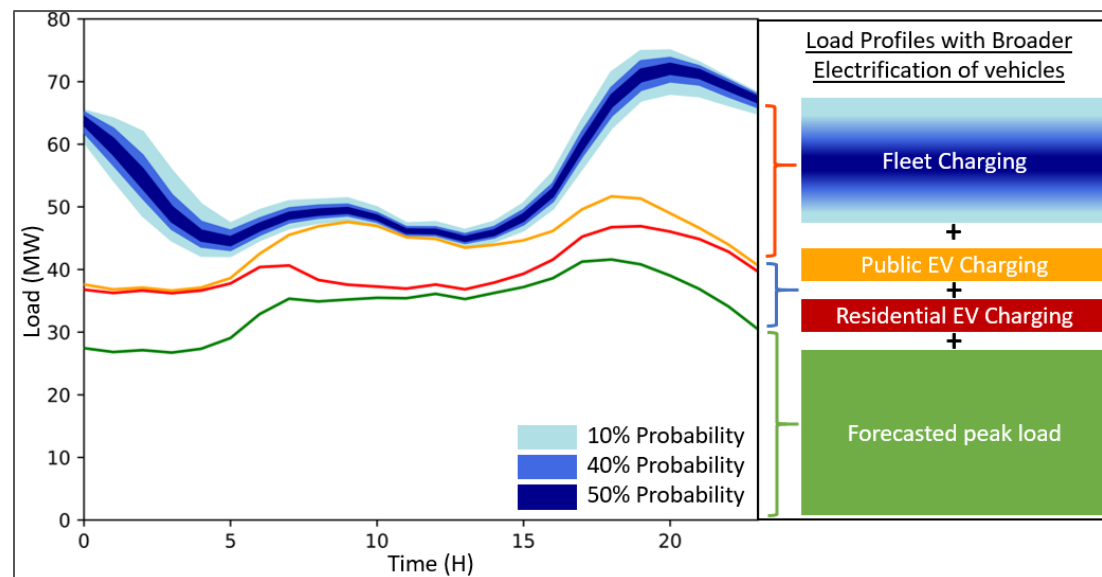 80
70
60
50
40
30
20
10
0
Load (MW)
0
5
10
15
20
Time (H)
10% Probability
40% Probability
50% Probability
Load Profiles with Broader
Electrification of vehicles
Fleet Charging
+
Public EV Charging
+
Residential EV Charging
+
Forecasted peak load